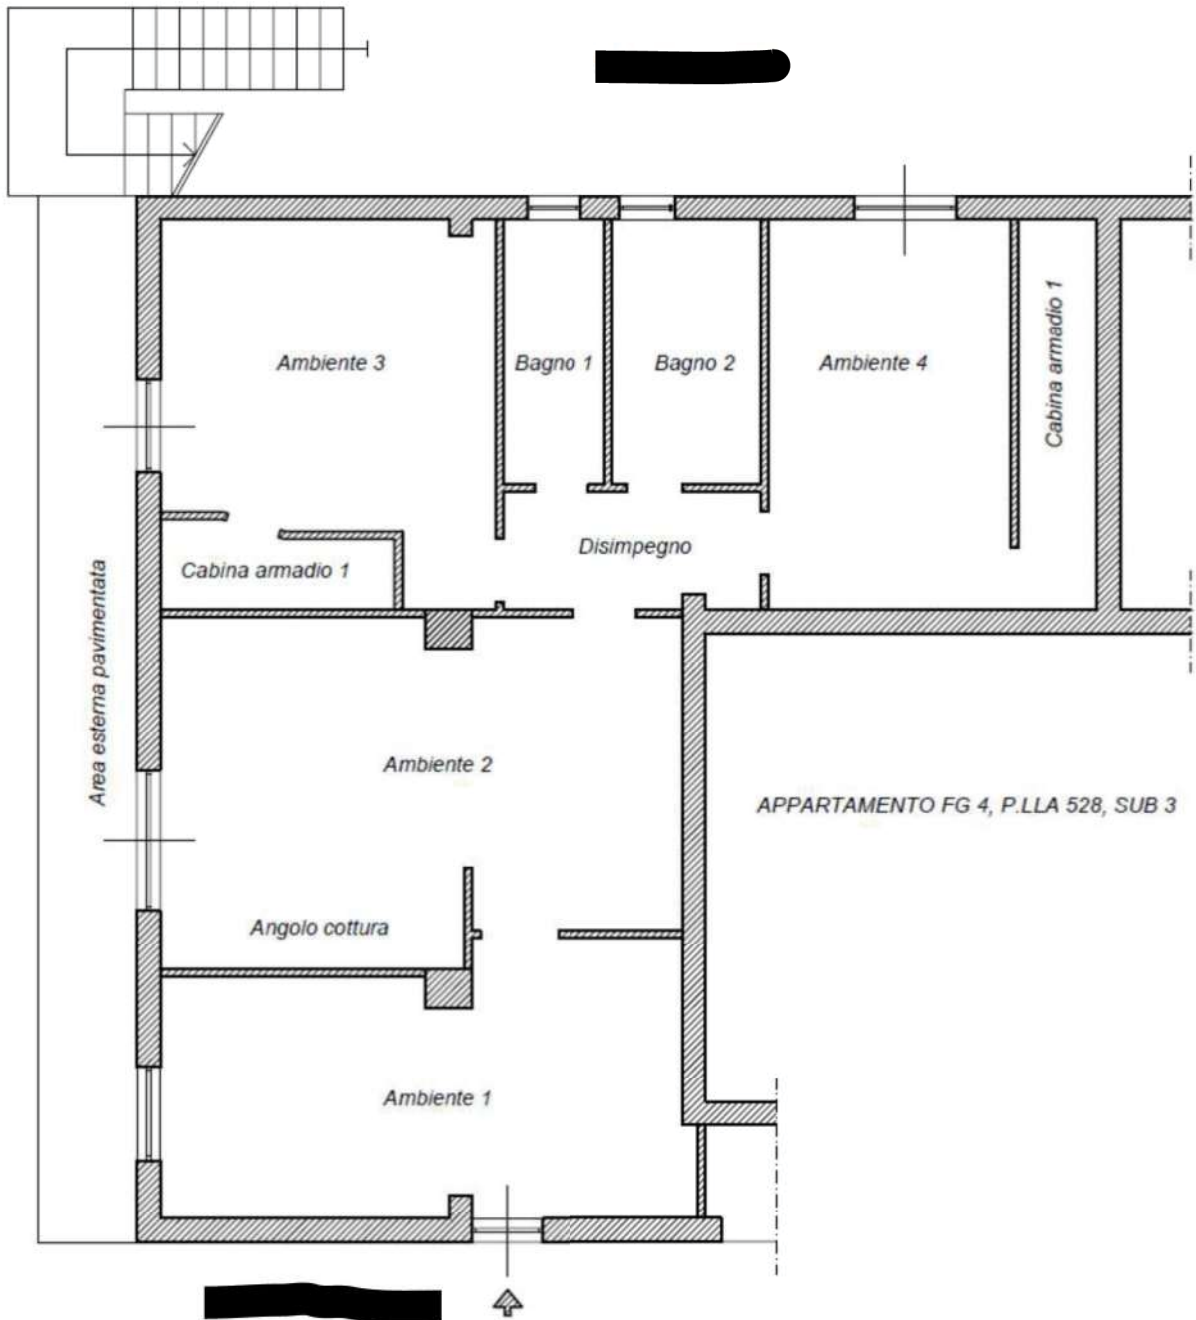 Ambiente 3
Bagno 1
Bagno 2
Ambiente 4
Cabina armadio 1
Disimpegno
Cabina armadio 1
Area esterna pavimentata
Ambiente 2
APPARTAMENTO FG 4, P.LLA 528, SUB 3
Angolo cottura
Ambiente 1